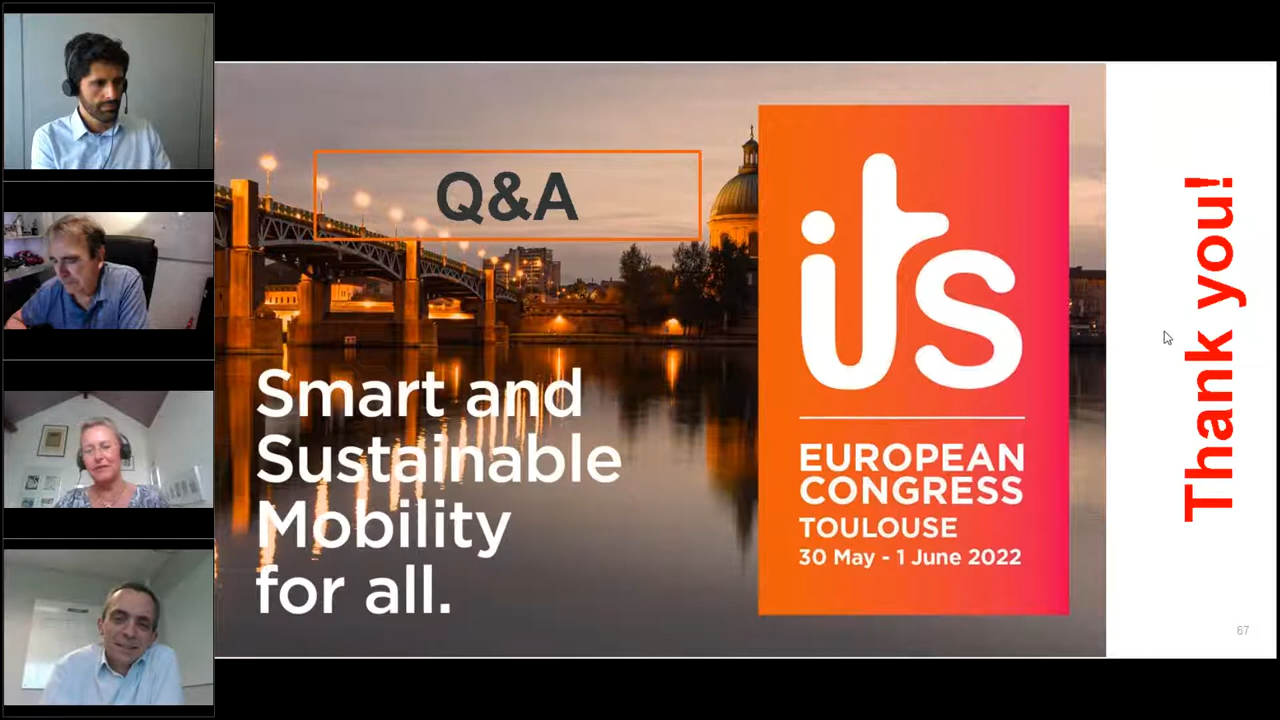 Q&A
Smart and
Sustainable
Mobility
for all.
its
EUROPEAN
CONGRESS
TOULOUSE
30 May - 1 June 2022
Thank you!
67